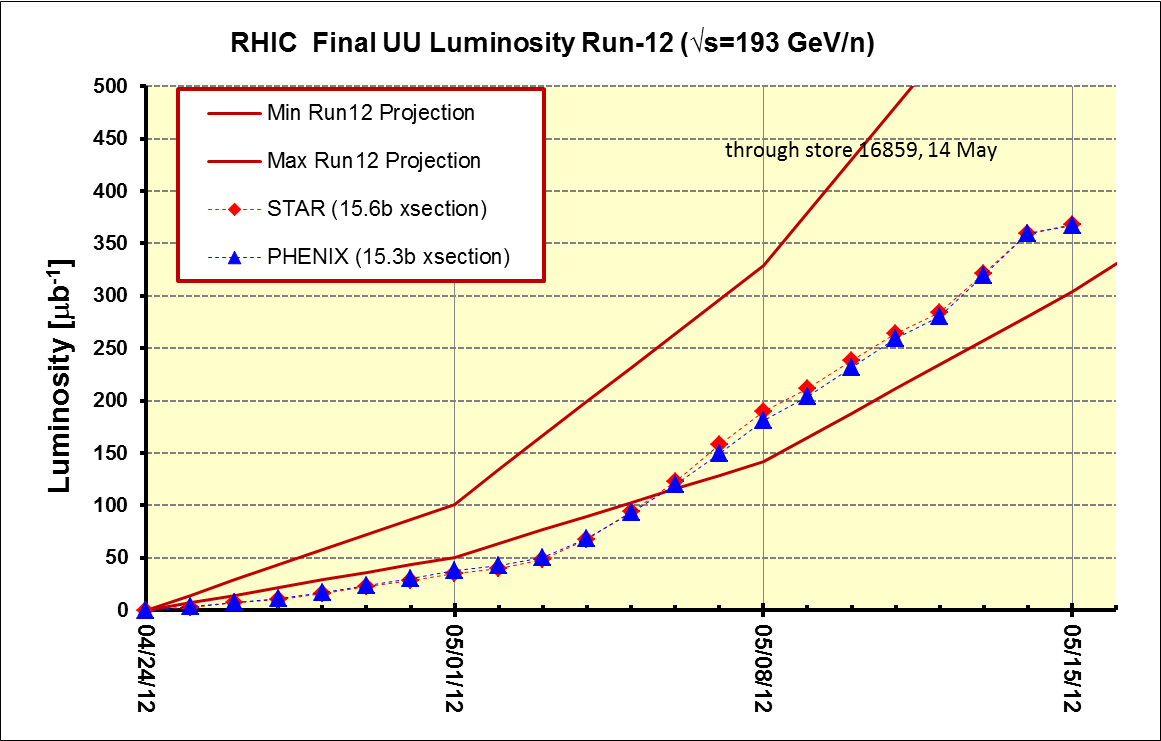 RHIC  Final UU Luminosity Run-12 (√s=193 GeV/n)
500
450
400
350
300
250
200
150
100
50
0
Luminosity [μb-1]
Min Run12 Projection
Max Run12 Projection
STAR (15.6b xsection)
PHENIX (15.3b xsection)
through store 16859, 14 May
04/24/12
05/01/12
05/08/12
05/15/12